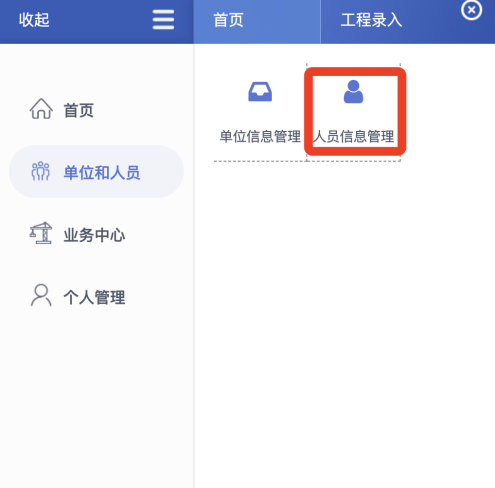 收起
首页
工程录入
首页
单位和人员
业务中心
个人管理
单位信息管理
人员信息管理